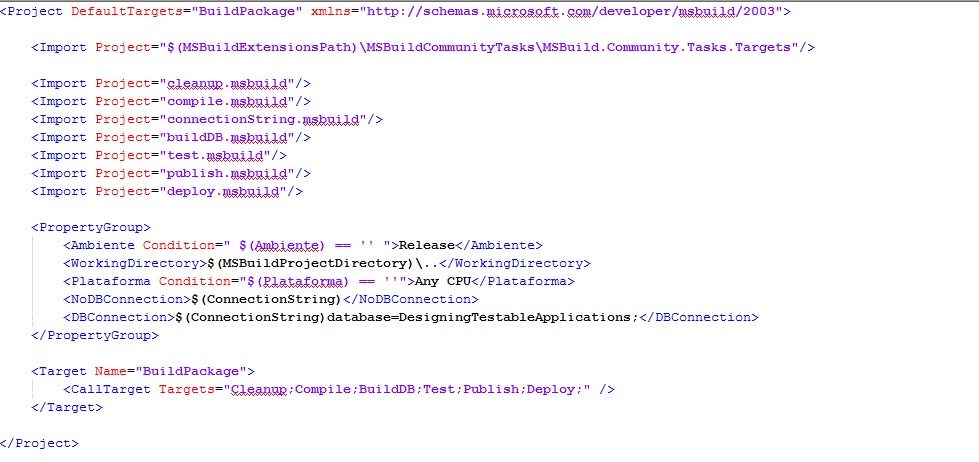 <Project DefaultTargets="BuildPackage" xmlns="http://schemas.microsoft.com/developer/msbuild/2003">
<Import Project="$(MSBuildExtensionsPath)\MSBuildCommunityTasks\MSBuild.Community.Tasks.Targets"/>
<Import Project="cleanup.msbuild"/>
<Import Project="compile.msbuild"/>
<Import Project="connectionString.msbuild"/>
<Import Project="buildDB.msbuild"/>
<Import Project="test.msbuild"/>
<Import Project="publish.msbuild"/>
<Import Project="deploy.msbuild"/>
<PropertyGroup>
<Ambiente Condition=" $(Ambiente) == '' ">Release</Ambiente>
<WorkingDirectory>$(MSBuildProjectDirectory)\..</WorkingDirectory>
<Plataforma Condition="$(Plataforma) == ''">Any CPU</Plataforma>
<NoDBConnection>$(ConnectionString)</NoDBConnection>
<DBConnection>$(ConnectionString)database=DesigningTestableApplications;</DBConnection>
</PropertyGroup>
<Target Name="BuildPackage">
<CallTarget Targets="Cleanup;Compile;BuildDB;Test;Publish;Deploy;" />
</Target>
</Project>